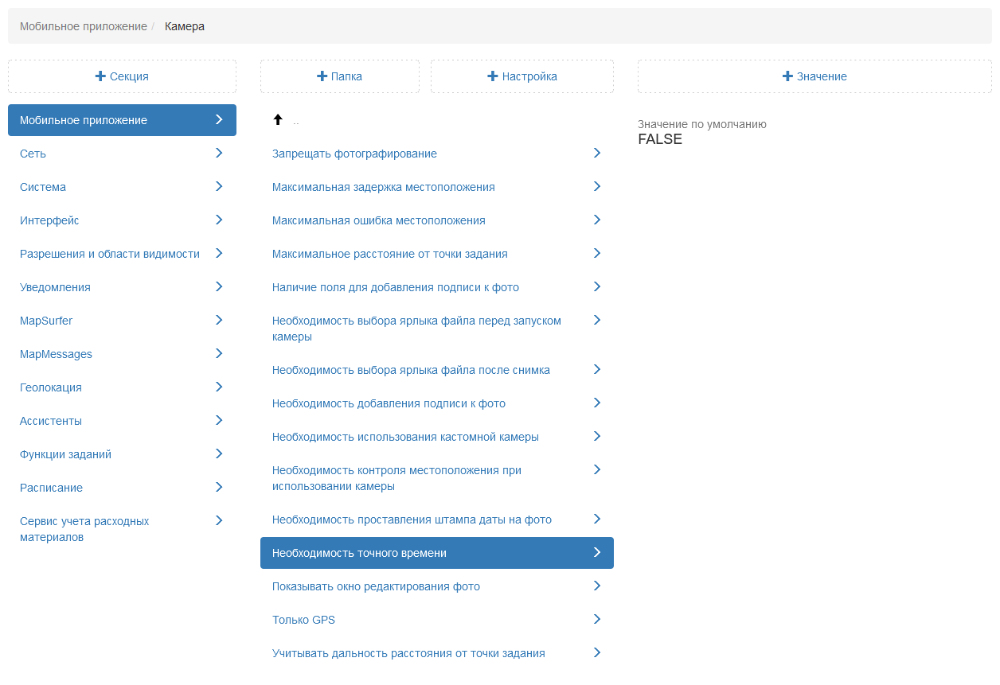 Мобильное приложение / Камера
Секция
Папка
Настройка
Значение
Мобильное приложение
Сеть
Система
Интерфейс
Разрешения и области видимости
Уведомления
MapSurfer
MapMessages
Геолокация
Ассистенты
Функции заданий
Расписание
Сервис учета расходных
материалов
..
Запрещать фотографирование
Максимальная задержка местоположения
Максимальная ошибка местоположения
Максимальное расстояние от точки задания
Наличие поля для добавления подписи к фото
Необходимость выбора ярлыка файла перед запуском
камеры
Необходимость выбора ярлыка файла после снимка
Необходимость добавления подписи к фото
Необходимость использования кастомной камеры
Необходимость контроля местоположения при
использовании камеры
Необходимость проставления штампа даты на фото
Необходимость точного времени
Показывать окно редактирования фото
Только GPS
Учитывать дальность расстояния от точки задания
Значение по умолчанию
FALSE